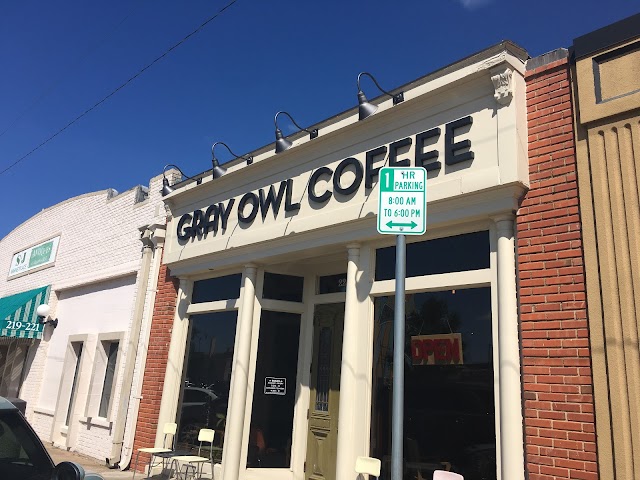 GRAY OWL COFFEE
1 HR
PARKING
8:00 AM
TO 6:00 PM
OPEN
219-221